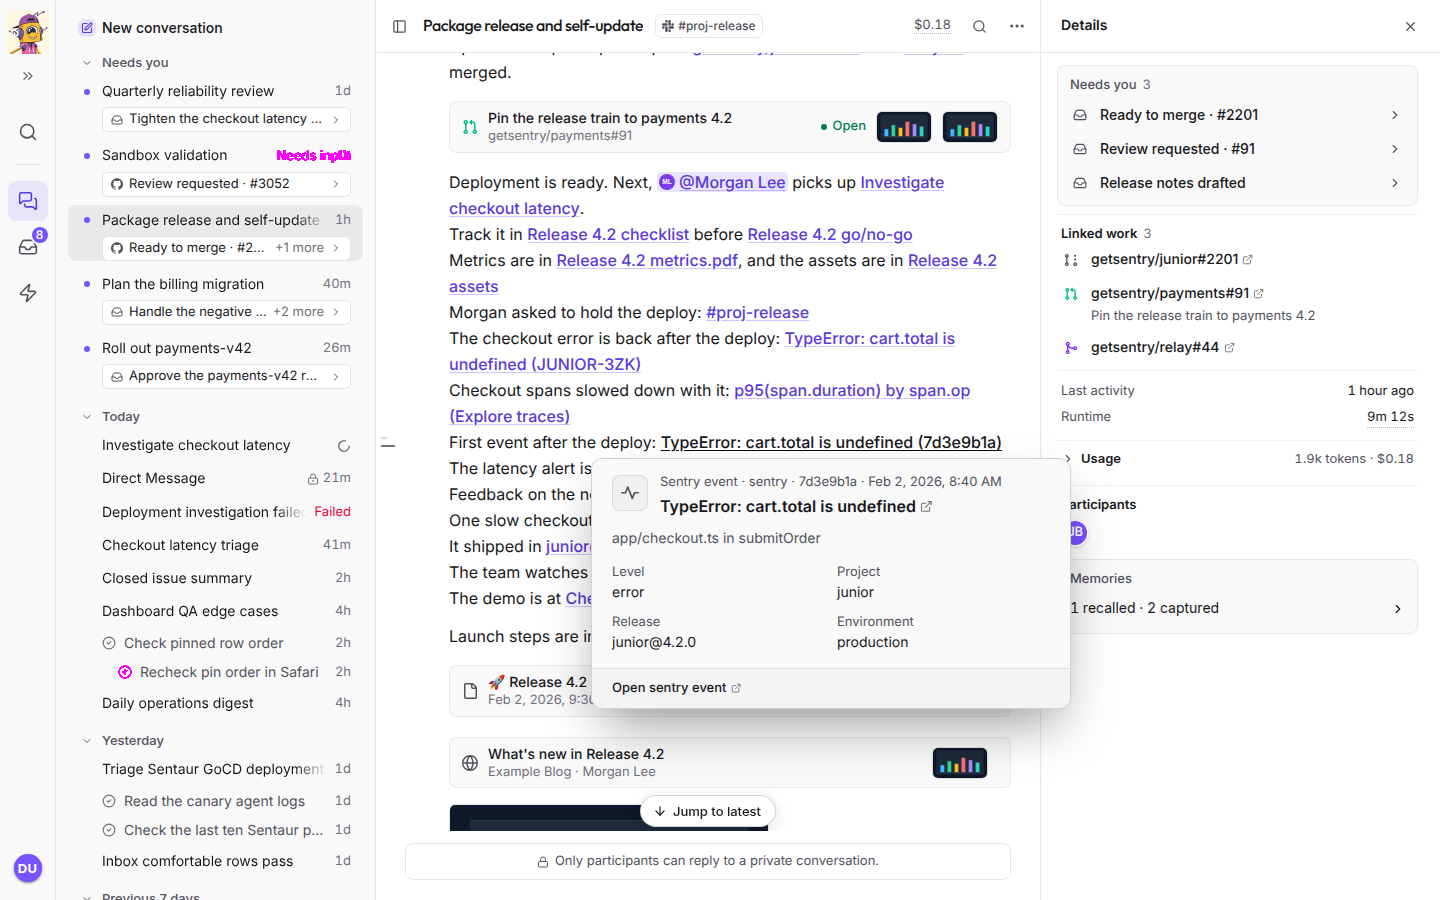 New conversation
Needs you
Quarterly reliability review 1d
Tighten the checkout latency ...
Sandbox validation Needs input
Review requested · #3052
Package release and self-update 1h
Ready to merge · #2... +1 more
Plan the billing migration 40m
Handle the negative ... +2 more
Roll out payments-v42 26m
Approve the payments-v42 r...
Today
Investigate checkout latency
Direct Message 21m
Deployment investigation failed Failed
Checkout latency triage 41m
Closed issue summary 2h
Dashboard QA edge cases 4h
Check pinned row order 2h
Recheck pin order in Safari 2h
Daily operations digest 4h
Yesterday
Triage Sentaur GoCD deployment 1d
Read the canary agent logs 1d
Check the last ten Sentaur p... 1d
Inbox comfortable rows pass 1d
Previous 7 days
8
DU
Package release and self-update #proj-release $0.18
merged.
Pin the release train to payments 4.2
getsentry/payments#91
Open
Deployment is ready. Next, ML @Morgan Lee picks up Investigate
checkout latency.
Track it in Release 4.2 checklist before Release 4.2 go/no-go
Metrics are in Release 4.2 metrics.pdf, and the assets are in Release 4.2
assets
Morgan asked to hold the deploy: #proj-release
The checkout error is back after the deploy: TypeError: cart.total is
undefined (JUNIOR-3ZK)
Checkout spans slowed down with it: p95(span.duration) by span.op
(Explore traces)
First event after the deploy: TypeError: cart.total is undefined (7d3e9b1a)
The latency alert is
Feedback on the n
One slow checkout
It shipped in junior
The team watches
The demo is at Che
Launch steps are in
🚀 Release 4.2
Feb 2, 2026, 9:30
What's new in Release 4.2
Example Blog · Morgan Lee
Jump to latest
Only participants can reply to a private conversation.
Sentry event · sentry · 7d3e9b1a · Feb 2, 2026, 8:40 AM
TypeError: cart.total is undefined
app/checkout.ts in submitOrder
Level Project
error junior
Release Environment
junior@4.2.0 production
Open sentry event
Details
Needs you 3
Ready to merge · #2201
Review requested · #91
Release notes drafted
Linked work 3
getsentry/junior#2201
getsentry/payments#91
Pin the release train to payments 4.2
getsentry/relay#44
Last activity 1 hour ago
Runtime 9m 12s
Usage 1.9k tokens · $0.18
articipants
JB
Memories
1 recalled · 2 captured